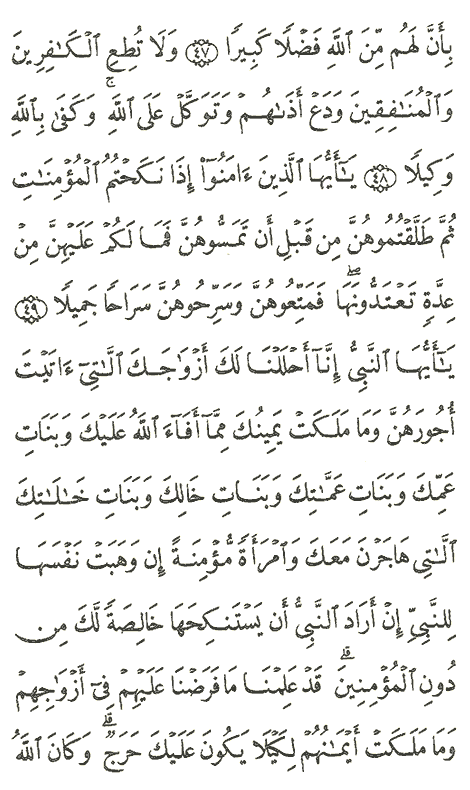 بِأَنَّ لَهُم مِّنَ ٱللَّهِ فَضْلًا كَبِيرًا ﴿٤٧﴾ وَلَا تُطِعِ ٱلْكَٰفِرِينَ
وَٱلْمُنَٰفِقِينَ وَدَعْ أَذَىٰهُمْ وَتَوَكَّلْ عَلَى ٱللَّهِ ۚ وَكَفَىٰ بِٱللَّهِ
وَكِيلًا ﴿٤٨﴾ يَٰٓأَيُّهَا ٱلَّذِينَ ءَامَنُوٓا۟ إِذَا نَكَحْتُمُ ٱلْمُؤْمِنَٰتِ
ثُمَّ طَلَّقْتُمُوهُنَّ مِن قَبْلِ أَن تَمَسُّوهُنَّ فَمَا لَكُمْ عَلَيْهِنَّ مِنْ
عِدَّةٍ تَعْتَدُّونَهَا ۖ فَمَتِّعُوهُنَّ وَسَرِّحُوهُنَّ سَرَاحًا جَمِيلًا ﴿٤٩﴾
يَٰٓأَيُّهَا ٱلنَّبِىُّ إِنَّآ أَحْلَلْنَا لَكَ أَزْوَٰجَكَ ٱلَّٰتِىٓ ءَاتَيْتَ
أُجُورَهُنَّ وَمَا مَلَكَتْ يَمِينُكَ مِمَّآ أَفَآءَ ٱللَّهُ عَلَيْكَ وَبَنَاتِ
عَمِّكَ وَبَنَاتِ عَمَّٰتِكَ وَبَنَاتِ خَالِكَ وَبَنَاتِ خَٰلَٰتِكَ
ٱلَّٰتِى هَاجَرْنَ مَعَكَ وَٱمْرَأَةً مُّؤْمِنَةً إِن وَهَبَتْ نَفْسَهَا
لِلنَّبِىِّ إِنْ أَرَادَ ٱلنَّبِىُّ أَن يَسْتَنكِحَهَا خَالِصَةً لَّكَ مِن
دُونِ ٱلْمُؤْمِنِينَ ۗ قَدْ عَلِمْنَا مَا فَرَضْنَا عَلَيْهِمْ فِىٓ أَزْوَٰجِهِمْ
وَمَا مَلَكَتْ أَيْمَٰنُهُمْ لِكَيْلَا يَكُونَ عَلَيْكَ حَرَجٌ ۗ وَكَانَ ٱللَّهُ